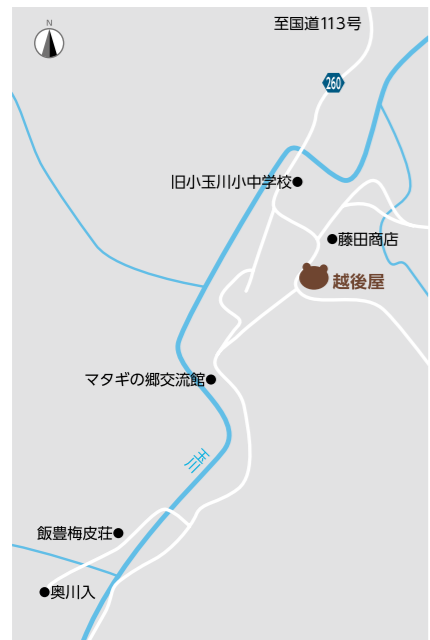 N
至国道113号
260
旧小玉川小中学校
藤田商店
越後屋
マタギの郷交流館
玉川
飯豊梅皮荘
奥川入